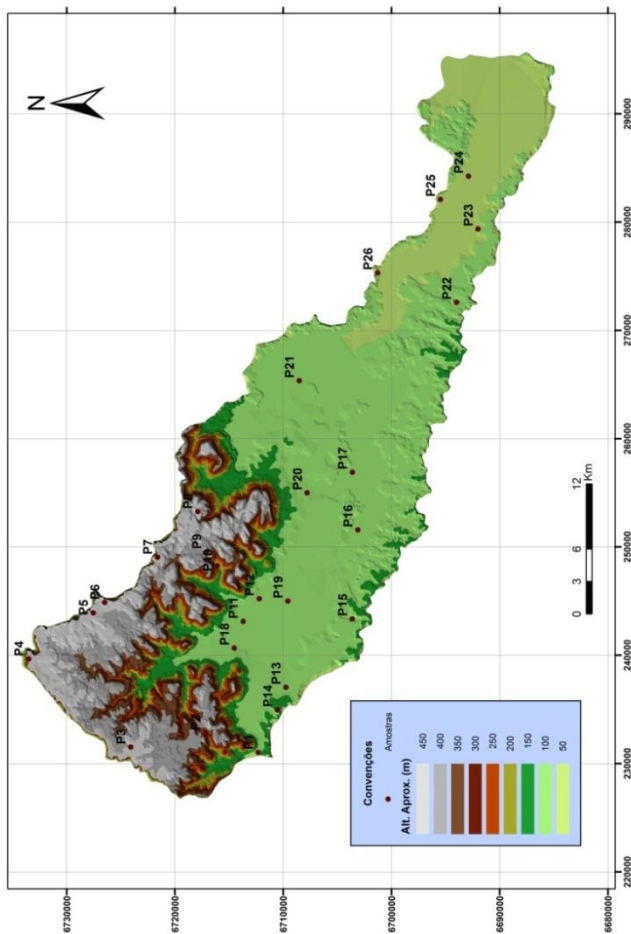 N
P4
P5
P6
P7
P8
P9
P10
P3
P2
P1
P11
P12
P18
P19
P13
P14
P15
P16
P17
P20
P21
P22
P23
P24
P25
P26
Convenções
Amostras
Alt. Aprox. (m)
450
400
350
300
250
200
150
100
50
0
3
6
12
Km
6730000
6720000
6710000
6700000
6690000
6680000
220000
230000
240000
250000
260000
270000
280000
290000